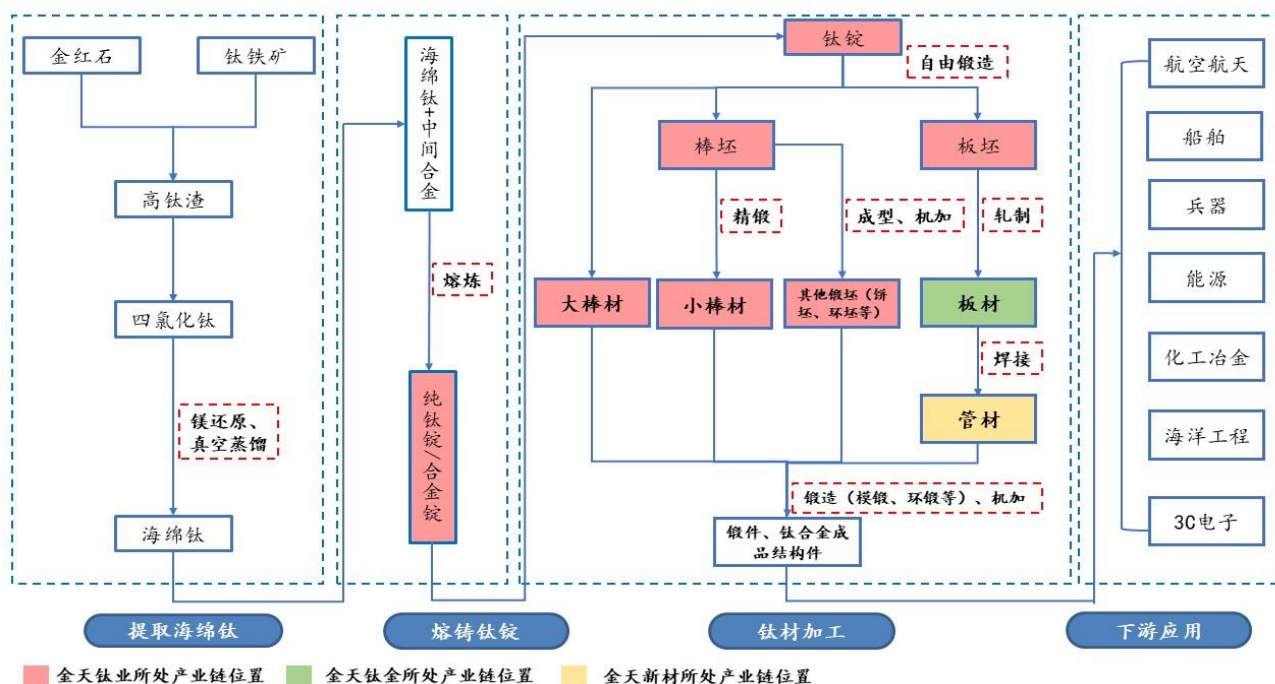 金红石
钛铁矿
高钛渣
四氯化钛
镁还原、
真空蒸馏
海绵钛
提取海绵钛
海绵钛+中间合金
熔炼
纯钛锭/合金锭
熔铸钛锭
钛锭
自由锻造
棒坯
板坯
精锻
成型、机加
轧制
大棒材
小棒材
其他锻坯（饼
坯、环坯等）
板材
焊接
管材
锻造（模锻、环锻等）、机加
锻件、钛合金成
品结构件
钛材加工
航空航天
船舶
兵器
能源
化工冶金
海洋工程
3C电子
下游应用
金天钛业所处产业链位置
金天钛金所处产业链位置
金天新材所处产业链位置